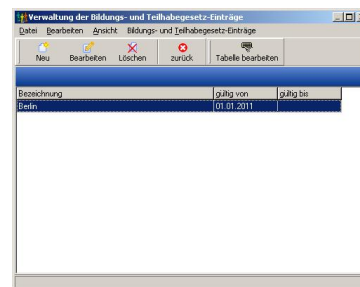 Verwaltung der Bildungs- und Teilhabegesetz-Einträge
Datei Bearbeiten Ansicht Bildungs- und Teilhabegesetz-Einträge
Neu Bearbeiten Löschen zurück Tabelle bearbeiten
Bezeichnung gültig von gültig bis
Berlin 01.01.2011